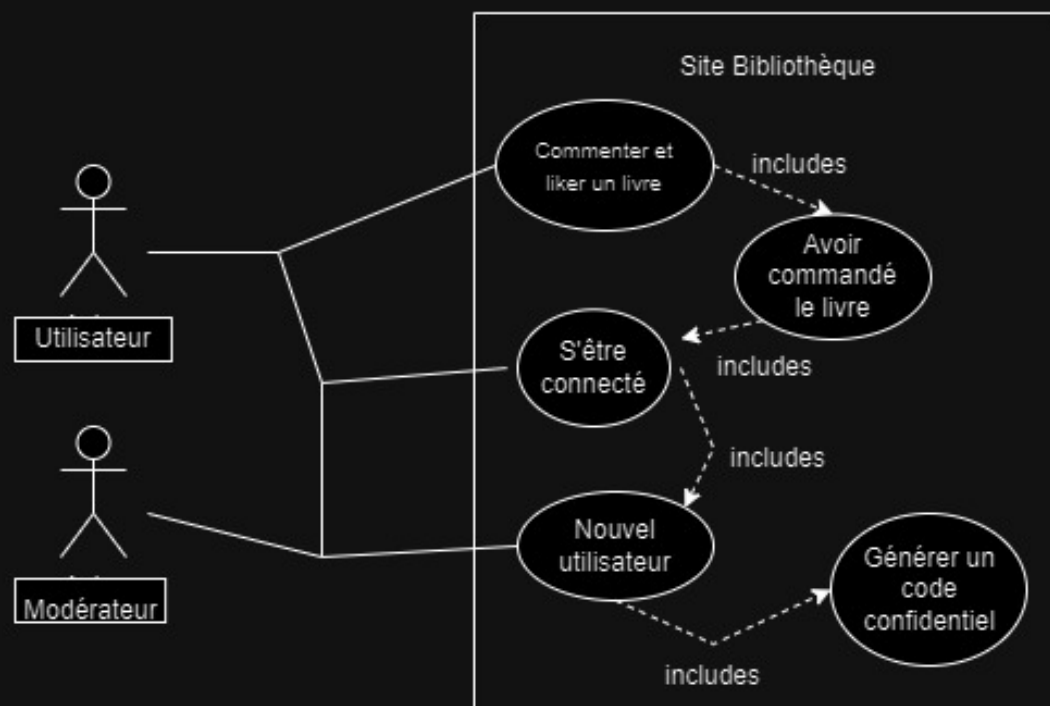 Site Bibliothèque
Commenter et
liker un livre
includes
Avoir
commandé
le livre
Utilisateur
S'être
connecté
includes
includes
Nouvel
utilisateur
Générer un
code
confidentiel
Modérateur
includes